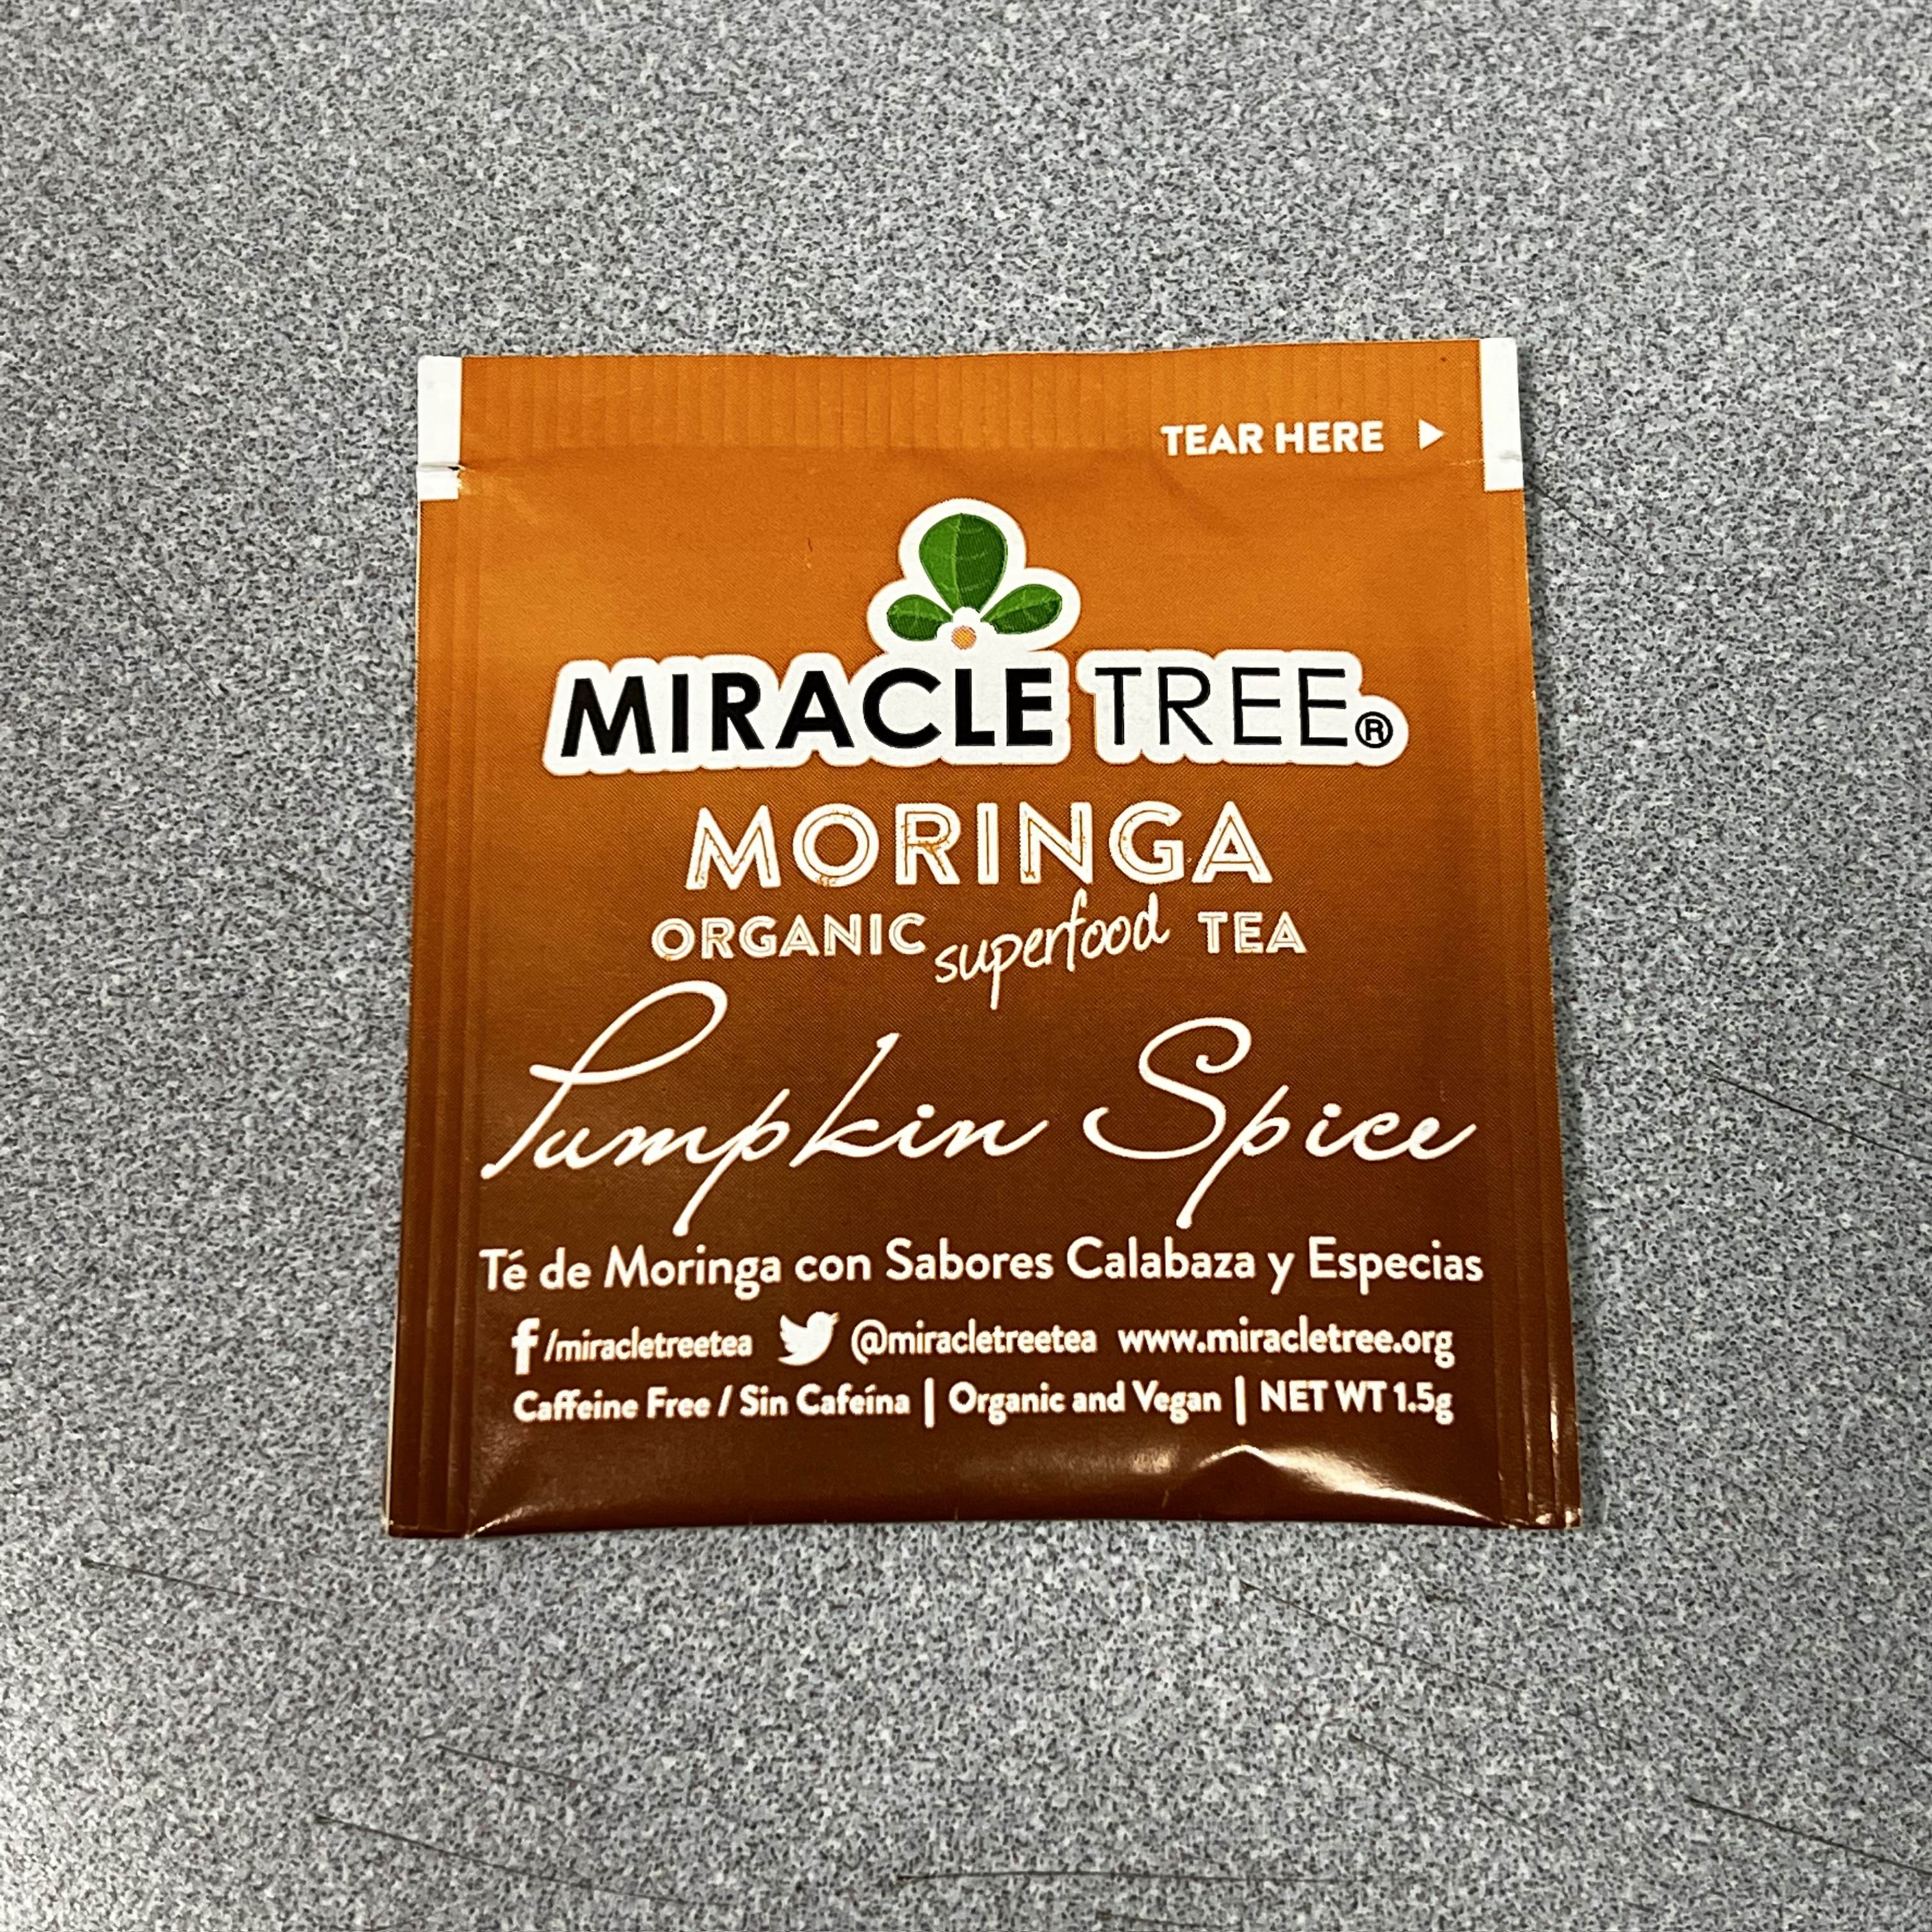 TEAR HERE
MIRACLE TREE®
MORINGA
ORGANIC superfood TEA
Pumpkin Spice
Té de Moringa con Sabores Calabaza y Especias
f/miracletreetea @miracletreetea www.miracletree.org
Caffeine Free / Sin Cafeína | Organic and Vegan | NET WT 1.5g